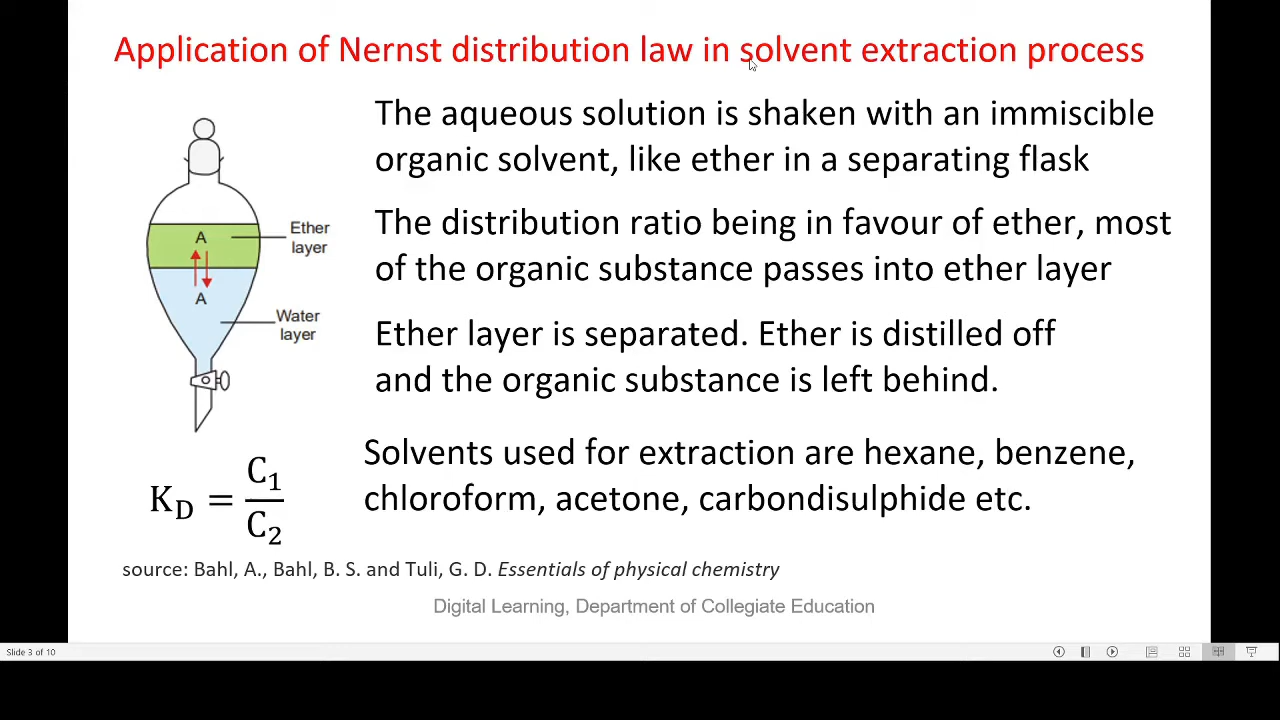 Application of Nernst distribution law in solvent extraction process
The aqueous solution is shaken with an immiscible
organic solvent, like ether in a separating flask
A
Ether
layer
A
Water
layer
The distribution ratio being in favour of ether, most
of the organic substance passes into ether layer
Ether layer is separated. Ether is distilled off
and the organic substance is left behind.
K_D = C_1/C_2
Solvents used for extraction are hexane, benzene,
chloroform, acetone, carbondisulphide etc.
source: Bahl, A., Bahl, B. S. and Tuli, G. D. Essentials of physical chemistry
Digital Learning, Department of Collegiate Education
Slide 3 of 10